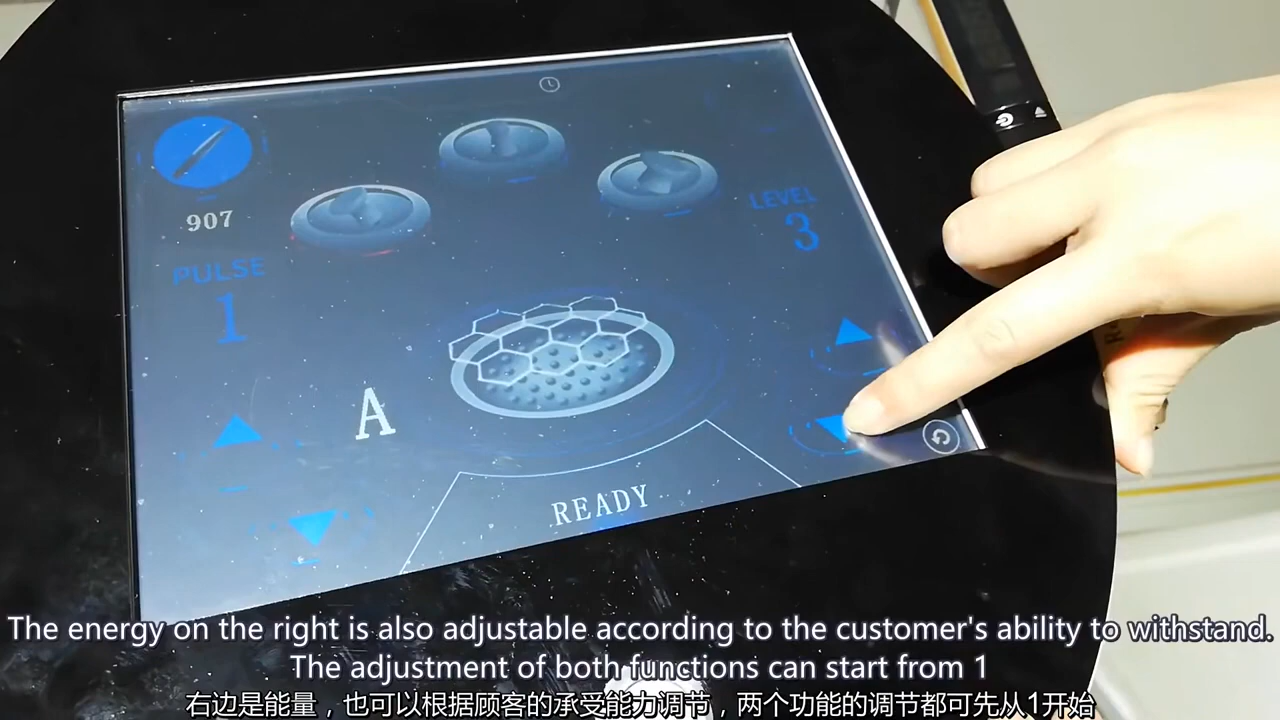 907
PULSE
1
LEVEL
3
A
READY
The energy on the right is also adjustable according to the customer's ability to withstand.
The adjustment of both functions can start from 1
右边是能量，也可以根据顾客的承受能力调节，两个功能的调节都可先从1开始